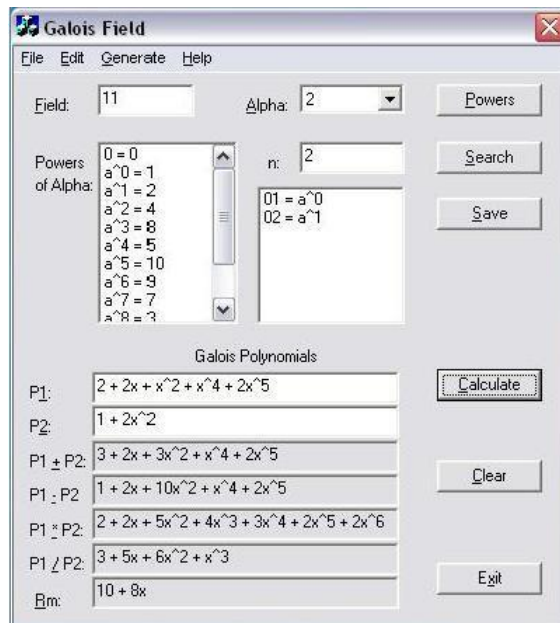 Galois Field
File Edit Generate Help
Field: 11 Alpha: 2 Powers
Powers of Alpha:
0 = 0
a^0 = 1
a^1 = 2
a^2 = 4
a^3 = 8
a^4 = 5
a^5 = 10
a^6 = 9
a^7 = 7
a^8 = 3
n: 2 Search
01 = a^0
02 = a^1
Save
Galois Polynomials
P1: 2 + 2x + x^2 + x^4 + 2x^5 Calculate
P2: 1 + 2x^2
P1 + P2: 3 + 2x + 3x^2 + x^4 + 2x^5
P1 - P2 1 + 2x + 10x^2 + x^4 + 2x^5 Clear
P1 * P2: 2 + 2x + 5x^2 + 4x^3 + 3x^4 + 2x^5 + 2x^6
P1 / P2: 3 + 5x + 6x^2 + x^3
Rm: 10 + 8x Exit